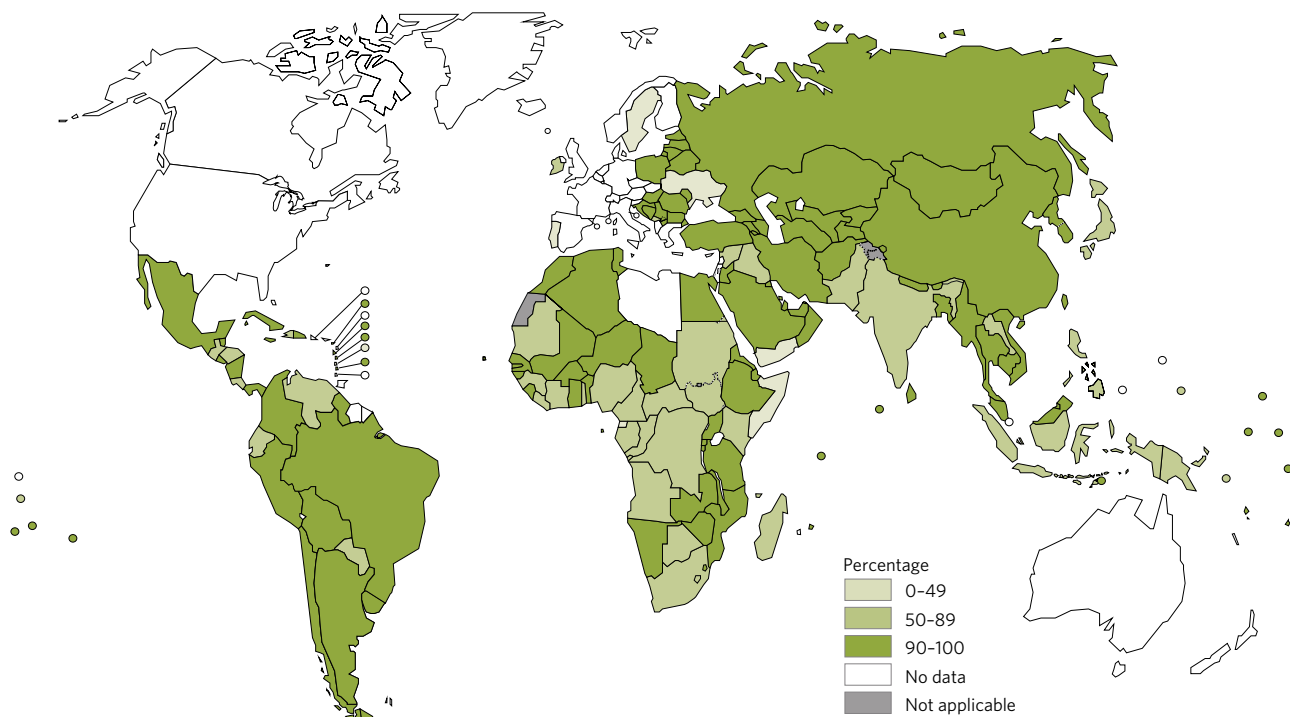 Percentage
0–49
50–89
90–100
No data
Not applicable